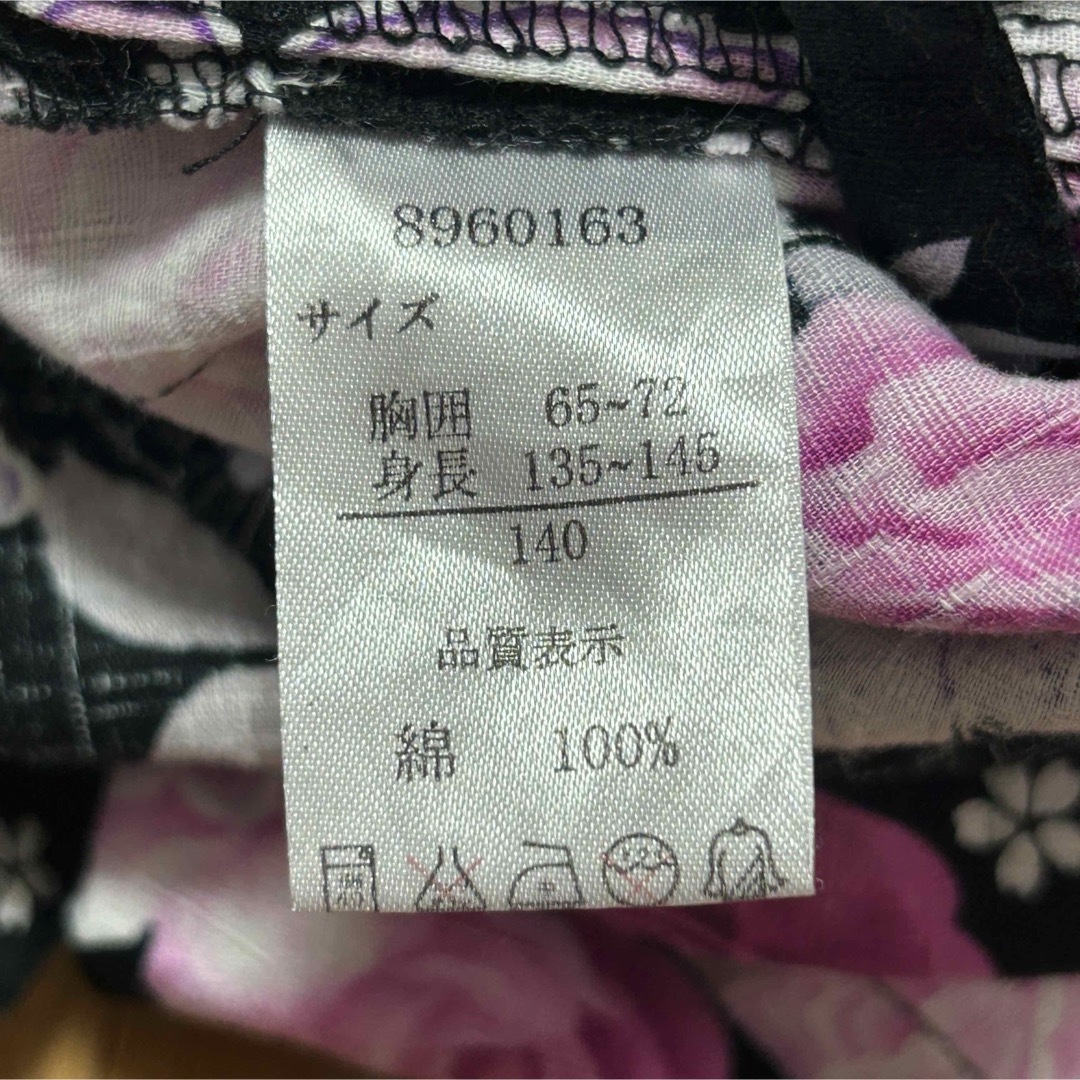 8960163
サイズ
胸囲 65~72
身長 135~145
140
品質表示
綿 100%